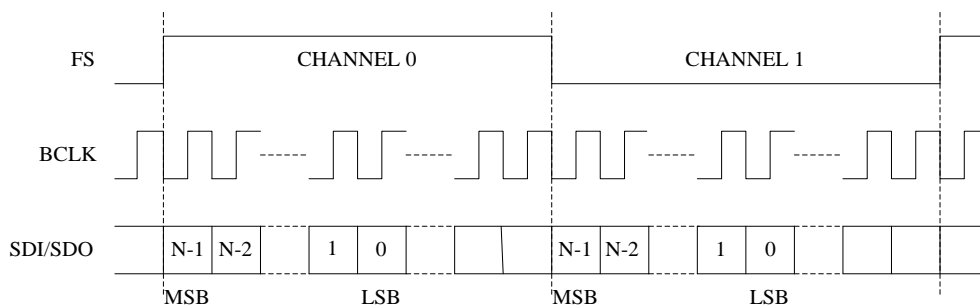 FS CHANNEL 0 CHANNEL 1
BCLK
SDI/SDO N-1 N-2 1 0 N-1 N-2 1 0
MSB LSB MSB LSB